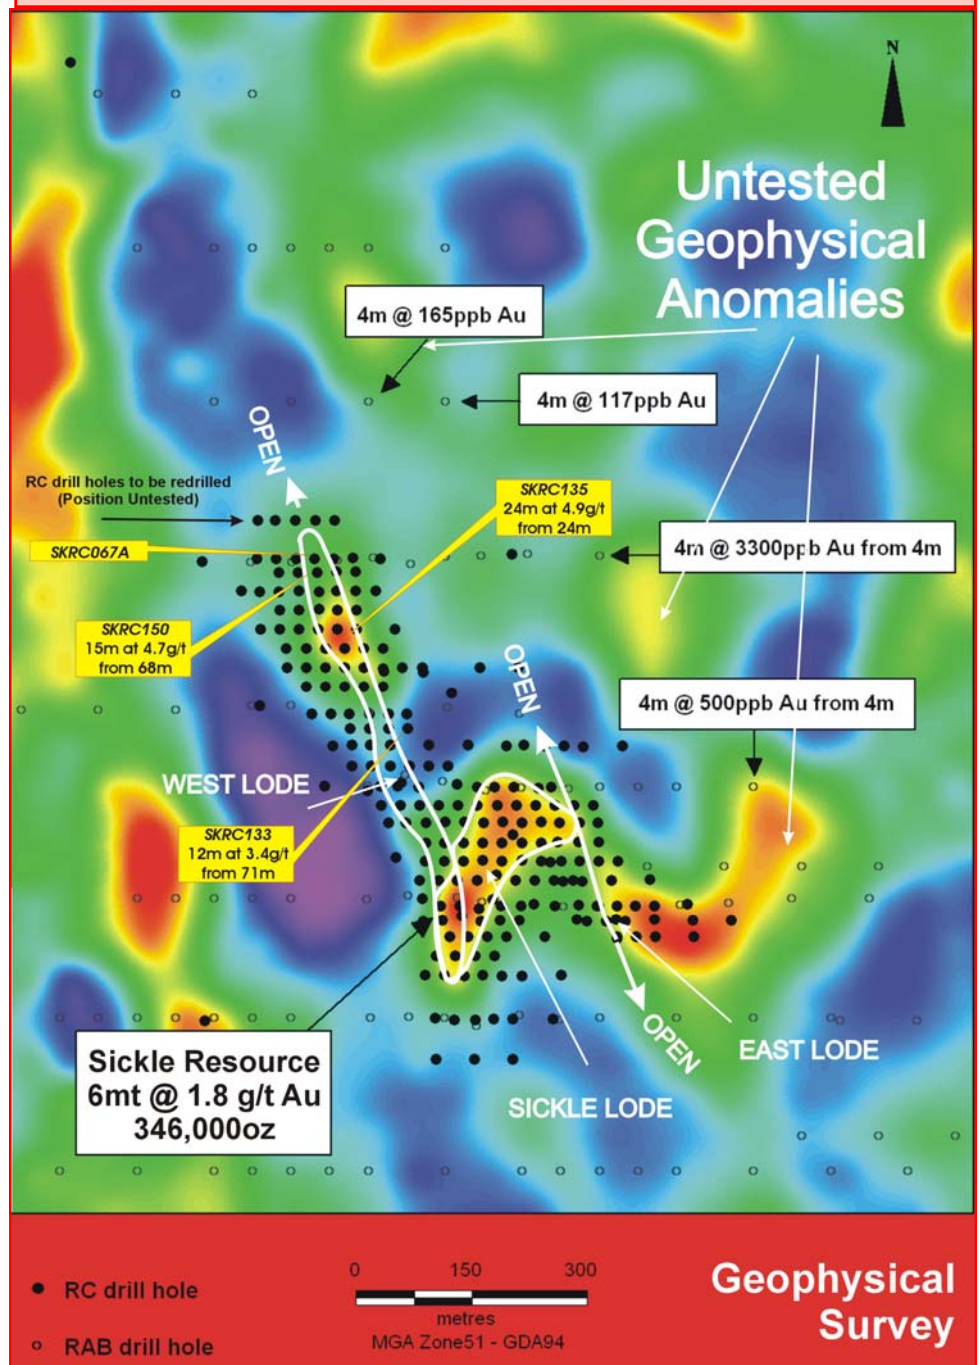 N
Untested
Geophysical
Anomalies
4m @ 165ppb Au
4m @ 117ppb Au
OPEN
RC drill holes to be redrilled
(Position Untested)
SKRC135
24m at 4.9g/t
from 24m
SKRC067A
4m @ 3300ppb Au from 4m
SKRC150
15m at 4.7g/t
from 68m
OPEN
4m @ 500ppb Au from 4m
WEST LODE
SKRC133
12m at 3.4g/t
from 71m
OPEN
EAST LODE
Sickle Resource
6mt @ 1.8 g/t Au
346,000oz
SICKLE LODE
RC drill hole
RAB drill hole
0 150 300
metres
MGA Zone51 - GDA94
Geophysical
Survey